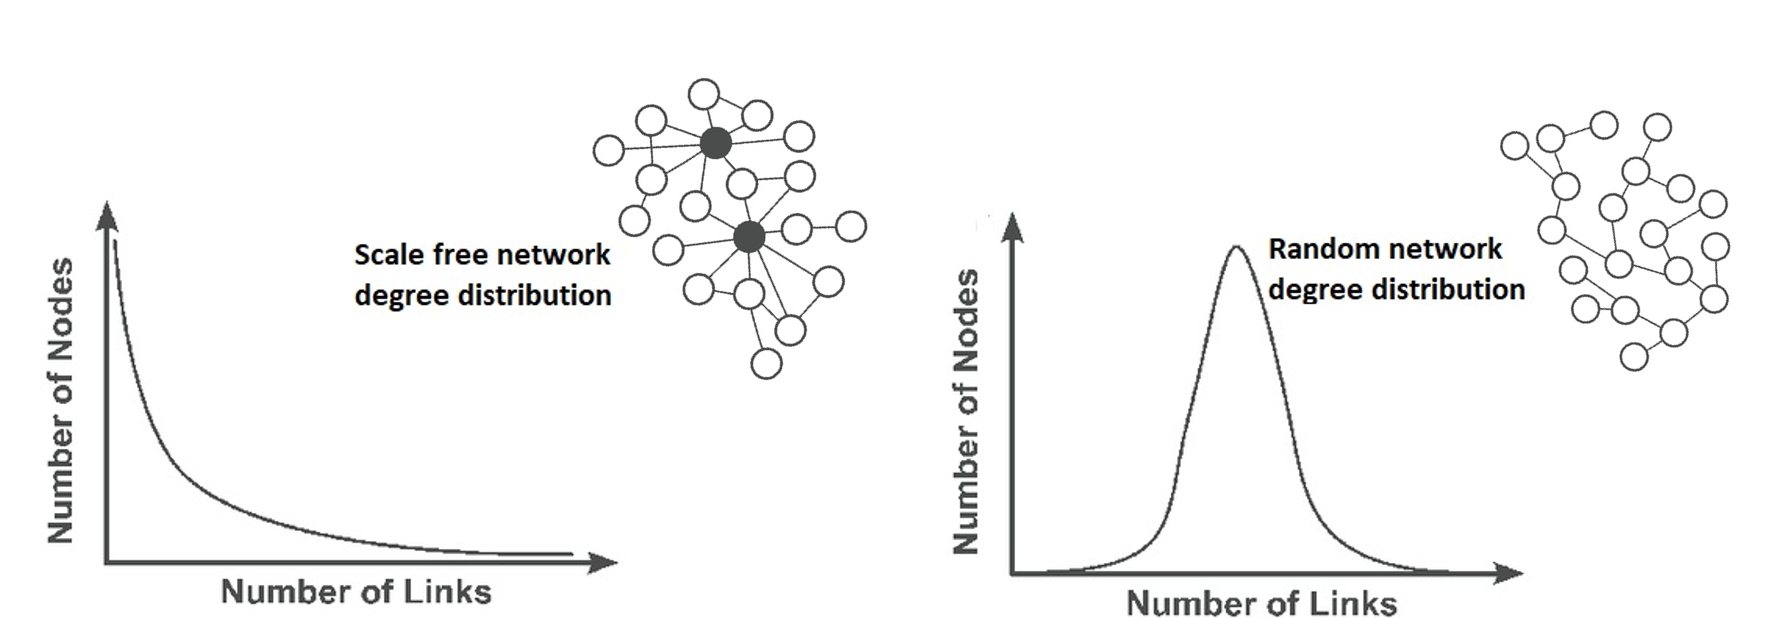 Scale free network
degree distribution
Number of Nodes
Number of Links
Random network
degree distribution
Number of Nodes
Number of Links